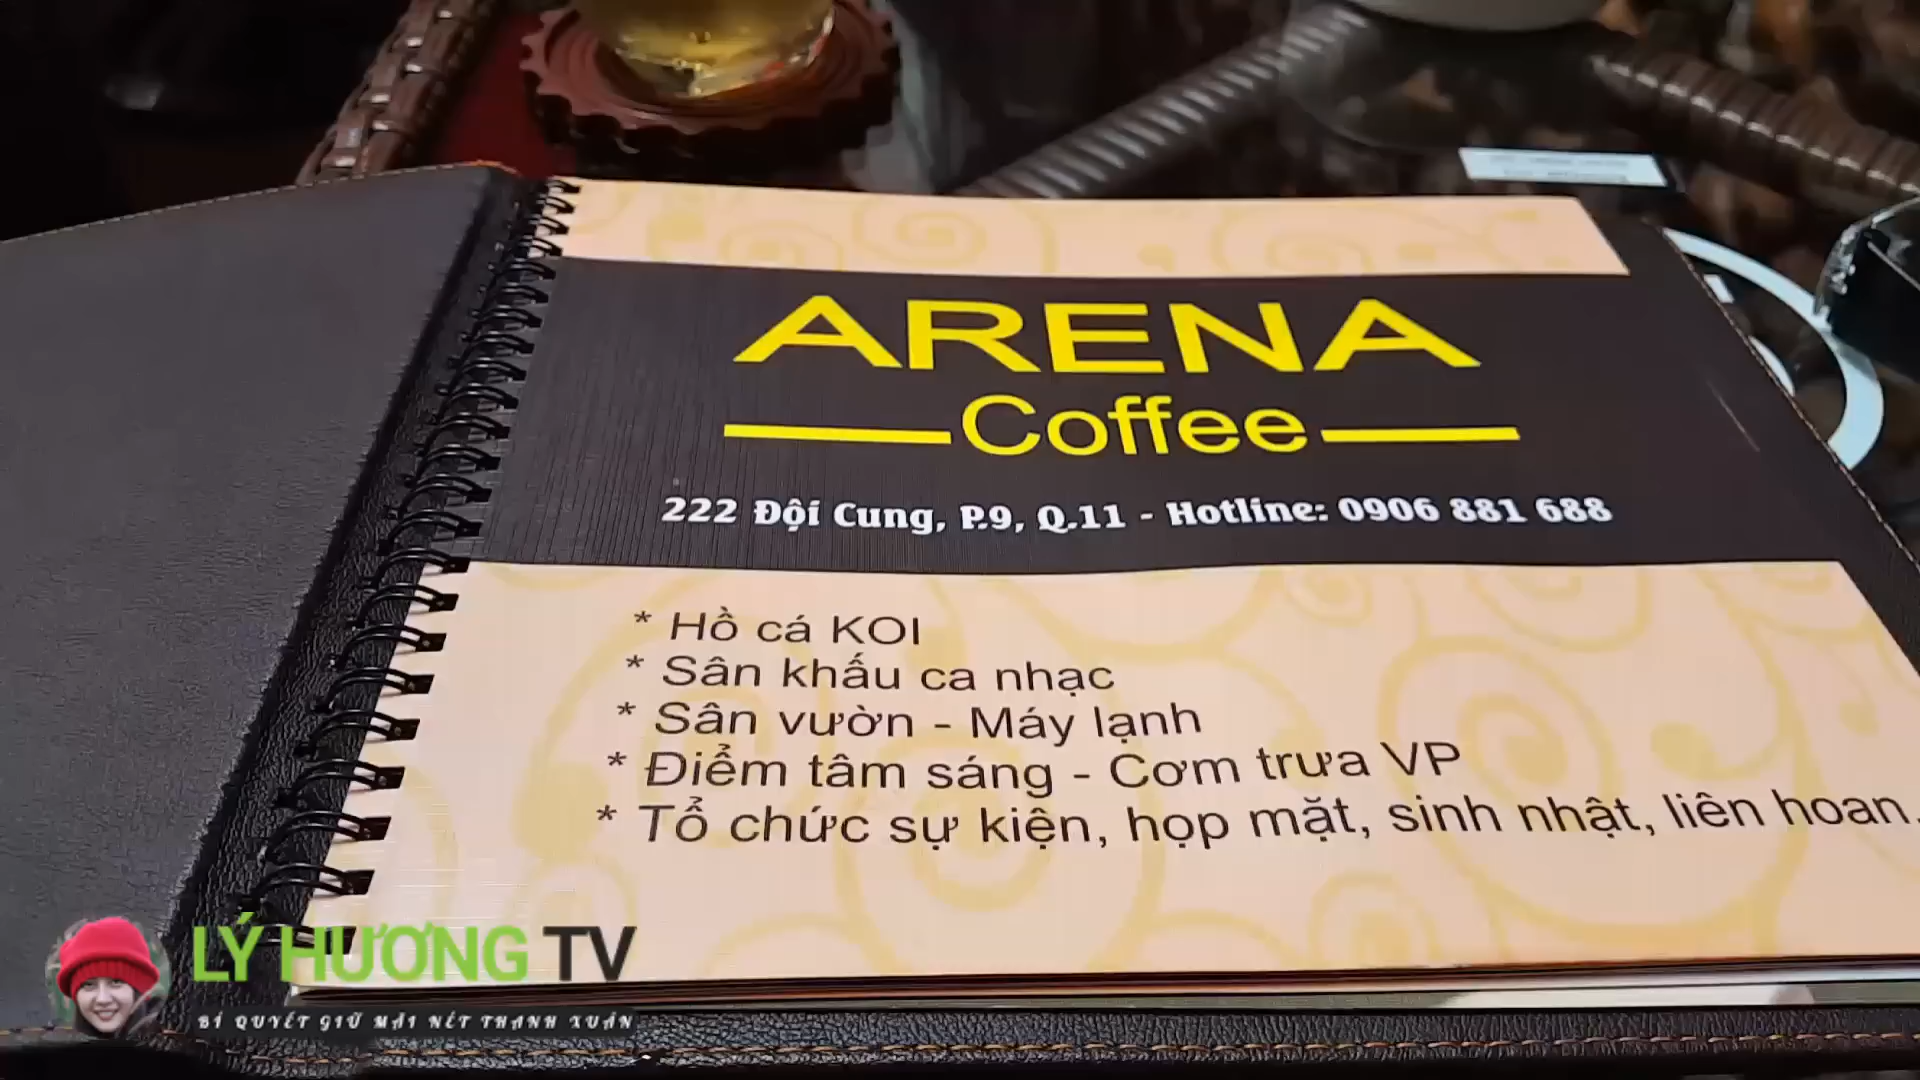 ARENA
Coffee
222 Đội Cung, P.9, Q.11 - Hotline: 0906 881 688
* Hồ cá KOI
* Sân khấu ca nhạc
* Sân vườn - Máy lạnh
* Điểm tâm sáng - Cơm trưa VP
* Tổ chức sự kiện, họp mặt, sinh nhật, liên hoan.
LÝ HƯƠNG TV
BÍ QUYẾT GIỮ MÃI NÉT THANH XUÂN